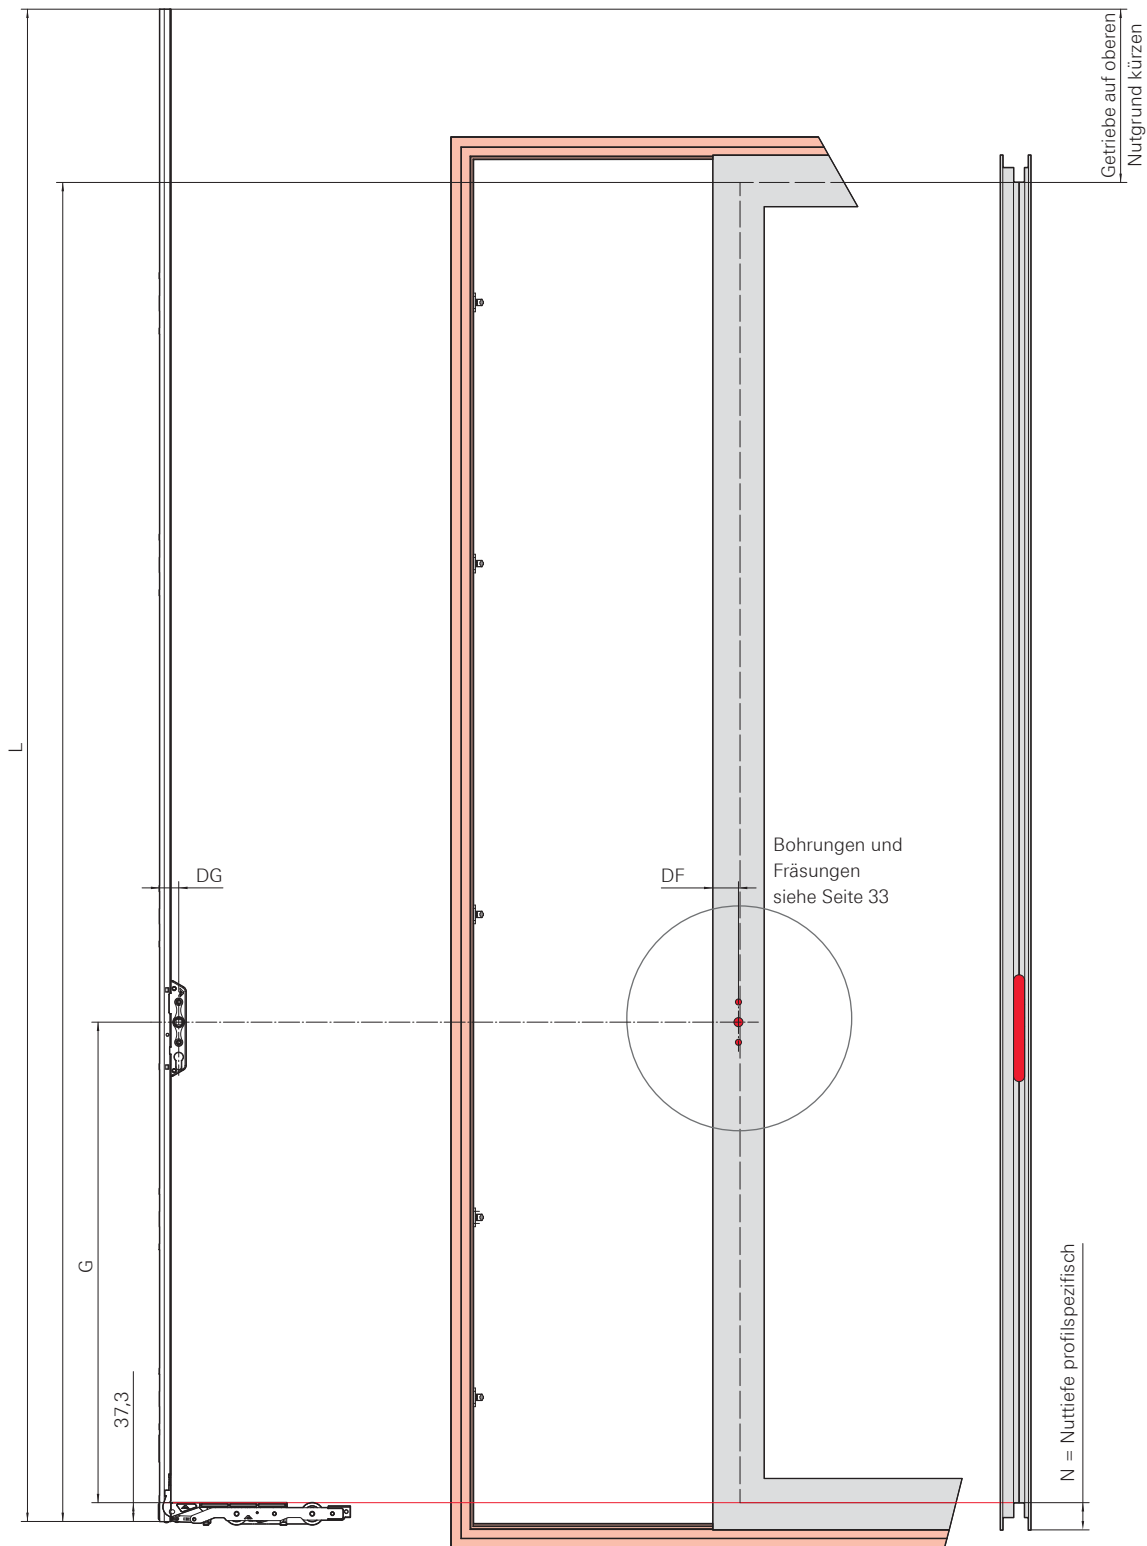 Getriebe auf oberen
Nutgrund kürzen
L
DG
DF
Bohrungen und
Fräsungen
siehe Seite 33
G
37,3
N = Nuttiefe profilspezifisch